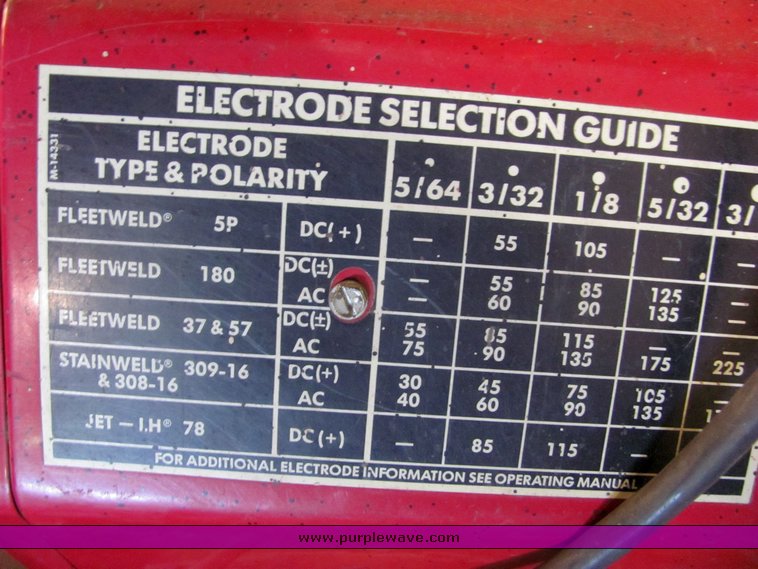 ELECTRODE SELECTION GUIDE
M-14331
ELECTRODE
TYPE & POLARITY
5/64 3/32 1/8 5/32 3/
FLEETWELD® 5P DC(+) — 55 105 — —
FLEETWELD 180 DC(±) — 55 85 125 —
AC — 60 90 135 —
FLEETWELD 37 & 57 DC(±) 55 85 115 — —
AC 75 90 135 175 225
STAINWELD® 309-16 DC(+) 30 45 75 105 —
& 308-16 AC 40 60 90 135
JET — LH® 78 DC(+) — 85 115 —
FOR ADDITIONAL ELECTRODE INFORMATION SEE OPERATING MANUAL
www.purplewave.com